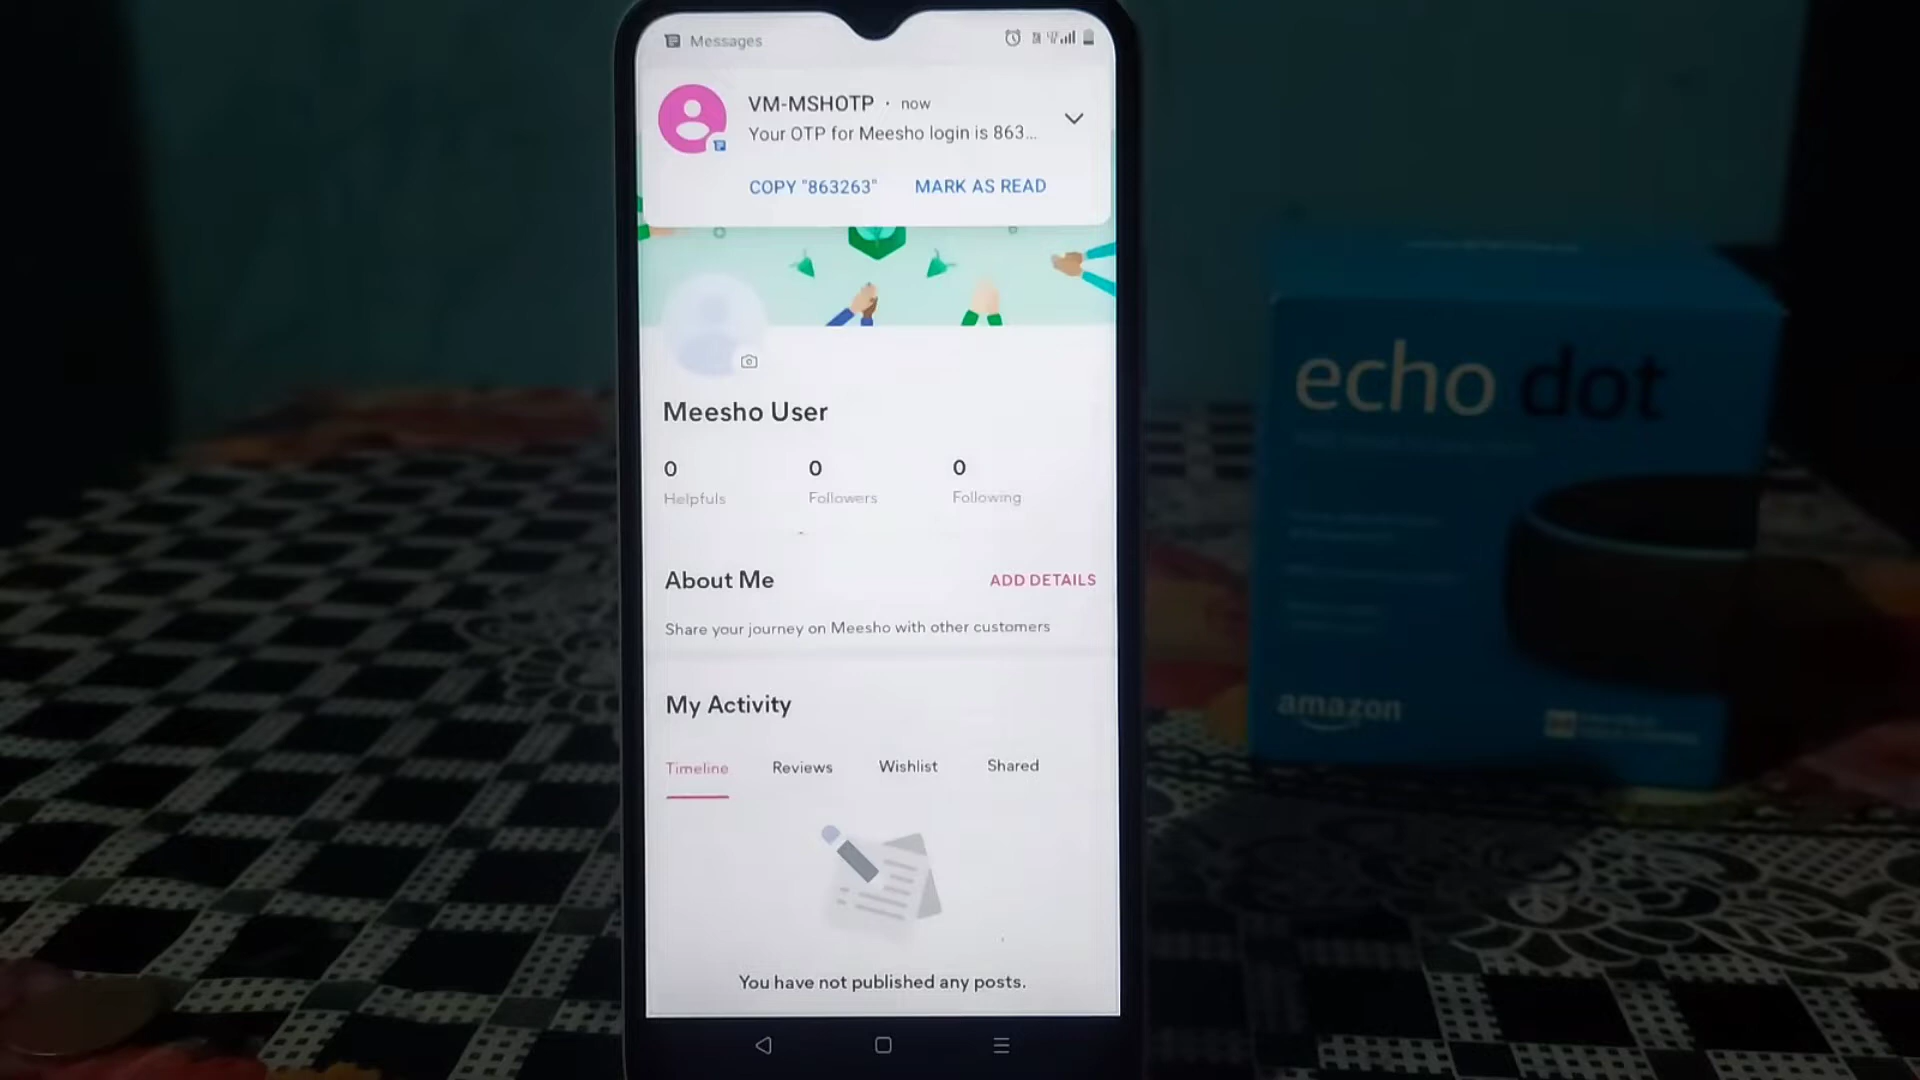 Messages
VM-MSHOTP · now
Your OTP for Meesho login is 863...
COPY "863263" MARK AS READ
Meesho User
0 0 0
Helpfuls Followers Following
About Me ADD DETAILS
Share your journey on Meesho with other customers
My Activity
Timeline Reviews Wishlist Shared
You have not published any posts.
echo dot
amazon